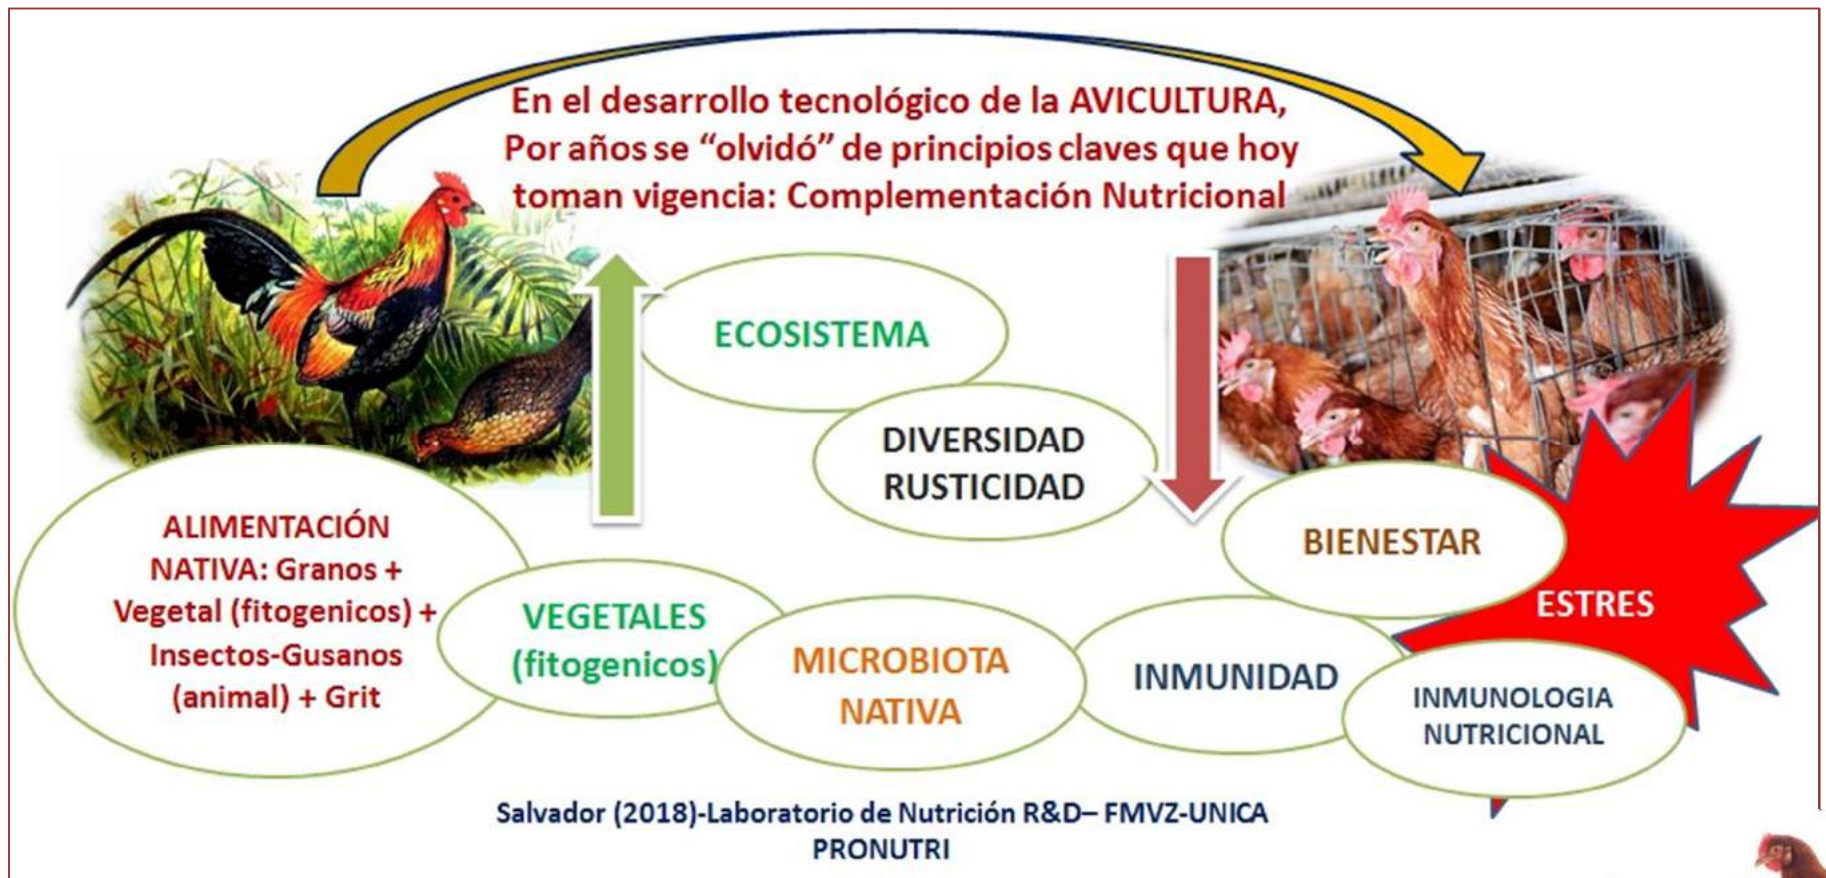 En el desarrollo tecnológico de la AVICULTURA,
Por años se “olvidó” de principios claves que hoy
toman vigencia: Complementación Nutricional
ECOSISTEMA
DIVERSIDAD
RUSTICIDAD
ALIMENTACIÓN
NATIVA: Granos +
Vegetal (fitogenicos) +
Insectos-Gusanos
(animal) + Grit
VEGETALES
(fitogenicos)
MICROBIOTA
NATIVA
INMUNIDAD
BIENESTAR
ESTRES
INMUNOLOGIA
NUTRICIONAL
Salvador (2018)-Laboratorio de Nutrición R&D– FMVZ-UNICA
PRONUTRI